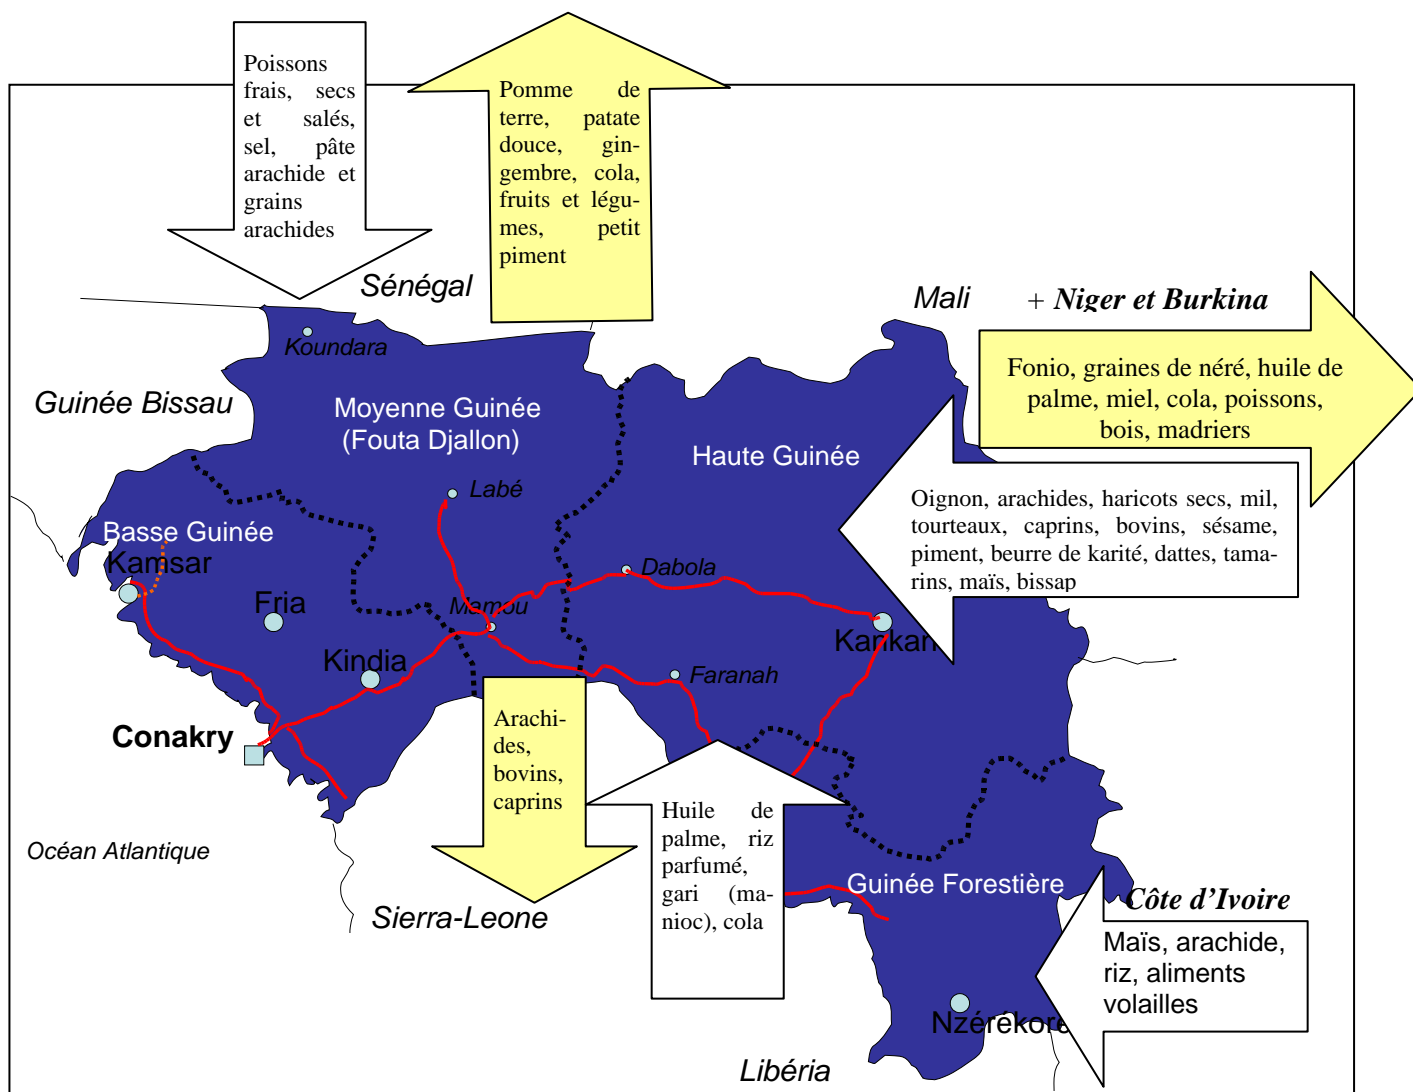 Poissons
frais, secs
et salés,
sel, pâte
arachide et
grains
arachides
Pomme de
terre, patate
douce, gin-
gembre, cola,
fruits et légu-
mes, petit
piment
Sénégal
Mali + Niger et Burkina
Koundara
Fonio, graines de néré, huile de
palme, miel, cola, poissons,
bois, madriers
Guinée Bissau
Moyenne Guinée
(Fouta Djallon)
Haute Guinée
Labé
Oignon, arachides, haricots secs, mil,
tourteaux, caprins, bovins, sésame,
piment, beurre de karité, dattes, tama-
rins, maïs, bissap
Basse Guinée
Kamsar
Dabola
Fria
Mamou
Kankan
Kindia
Faranah
Conakry
Arachi-
des,
bovins,
caprins
Huile de
palme, riz
parfumé,
gari (ma-
nioc), cola
Océan Atlantique
Guinée Forestière
Sierra-Leone
Côte d'Ivoire
Maïs, arachide,
riz, aliments
volailles
Nzérékoré
Libéria